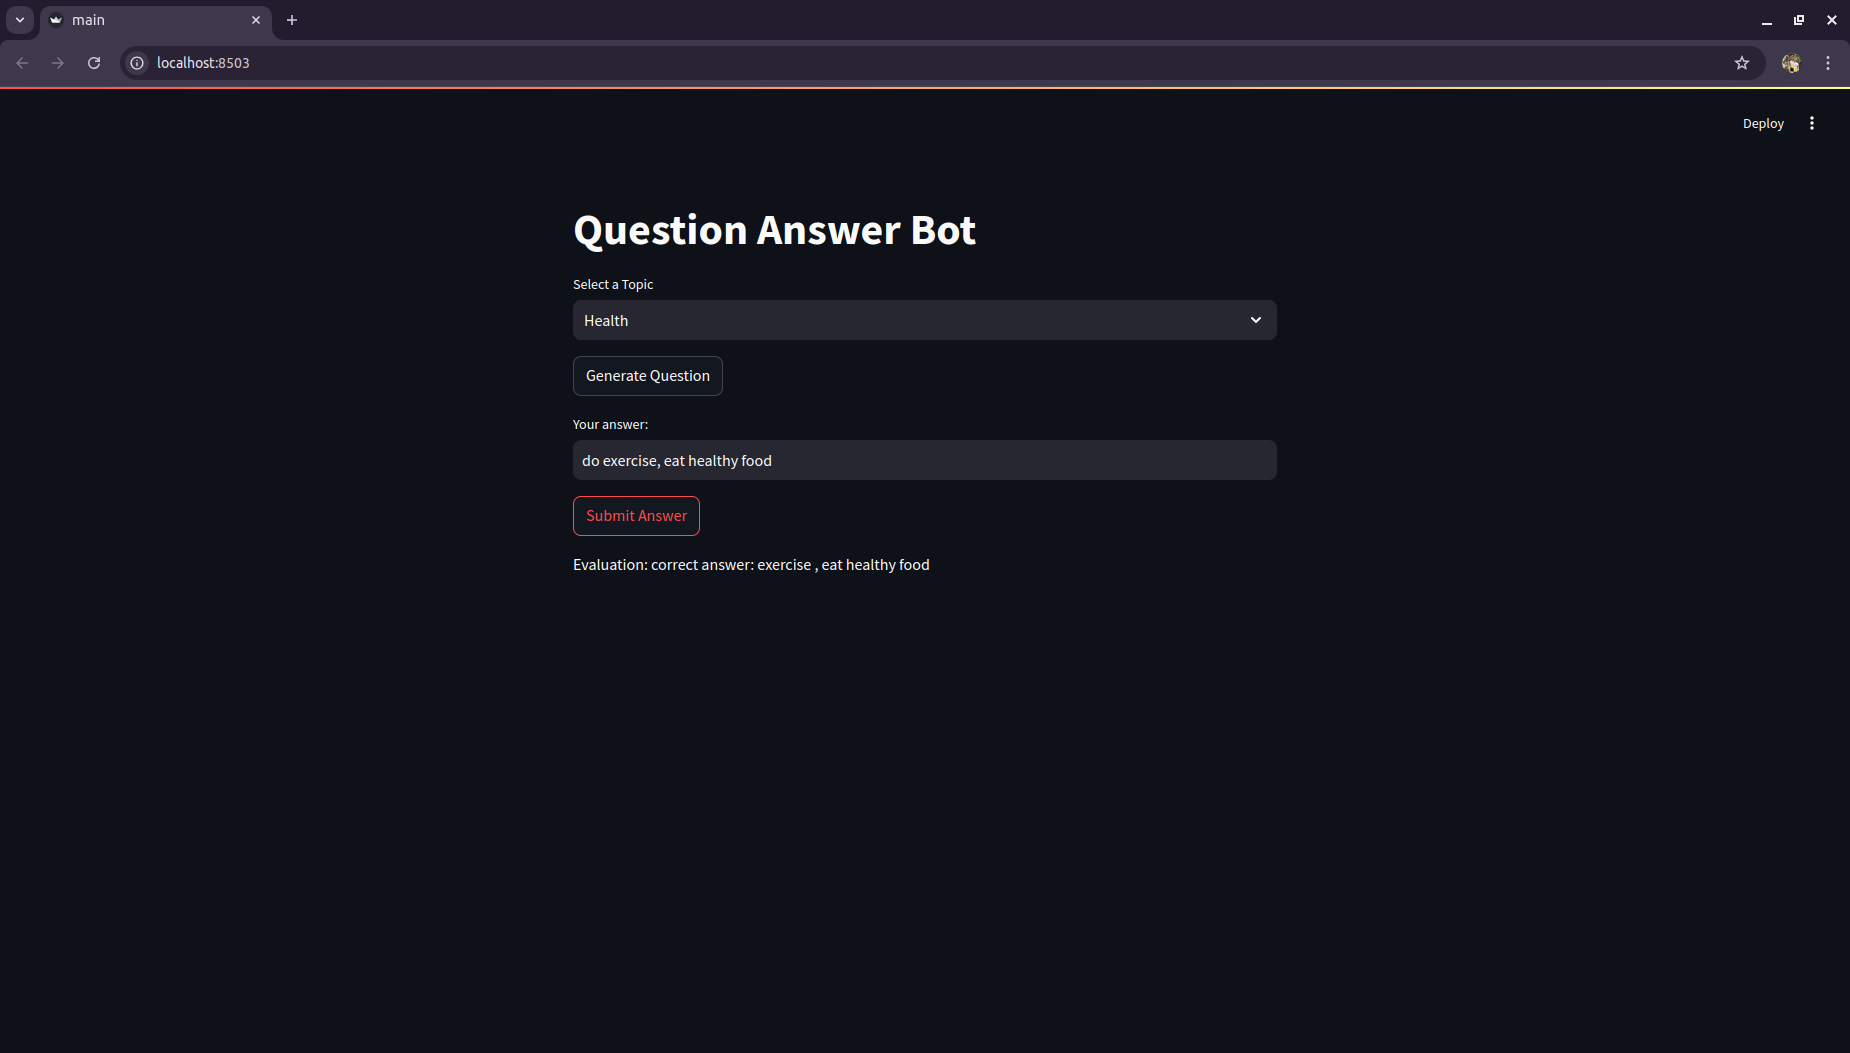 main
localhost:8503
Deploy
Question Answer Bot
Select a Topic
Health
Generate Question
Your answer:
do exercise, eat healthy food
Submit Answer
Evaluation: correct answer: exercise , eat healthy food